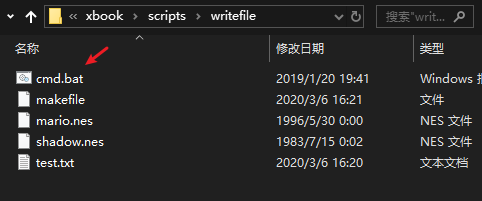 « xbook › scripts › writefile 搜索"writ...
名称 修改日期 类型
cmd.bat 2019/1/20 19:41 Windows
makefile 2020/3/6 16:21 文件
mario.nes 1996/5/30 0:00 NES 文件
shadow.nes 1983/7/15 0:02 NES 文件
test.txt 2020/3/6 16:20 文本文档